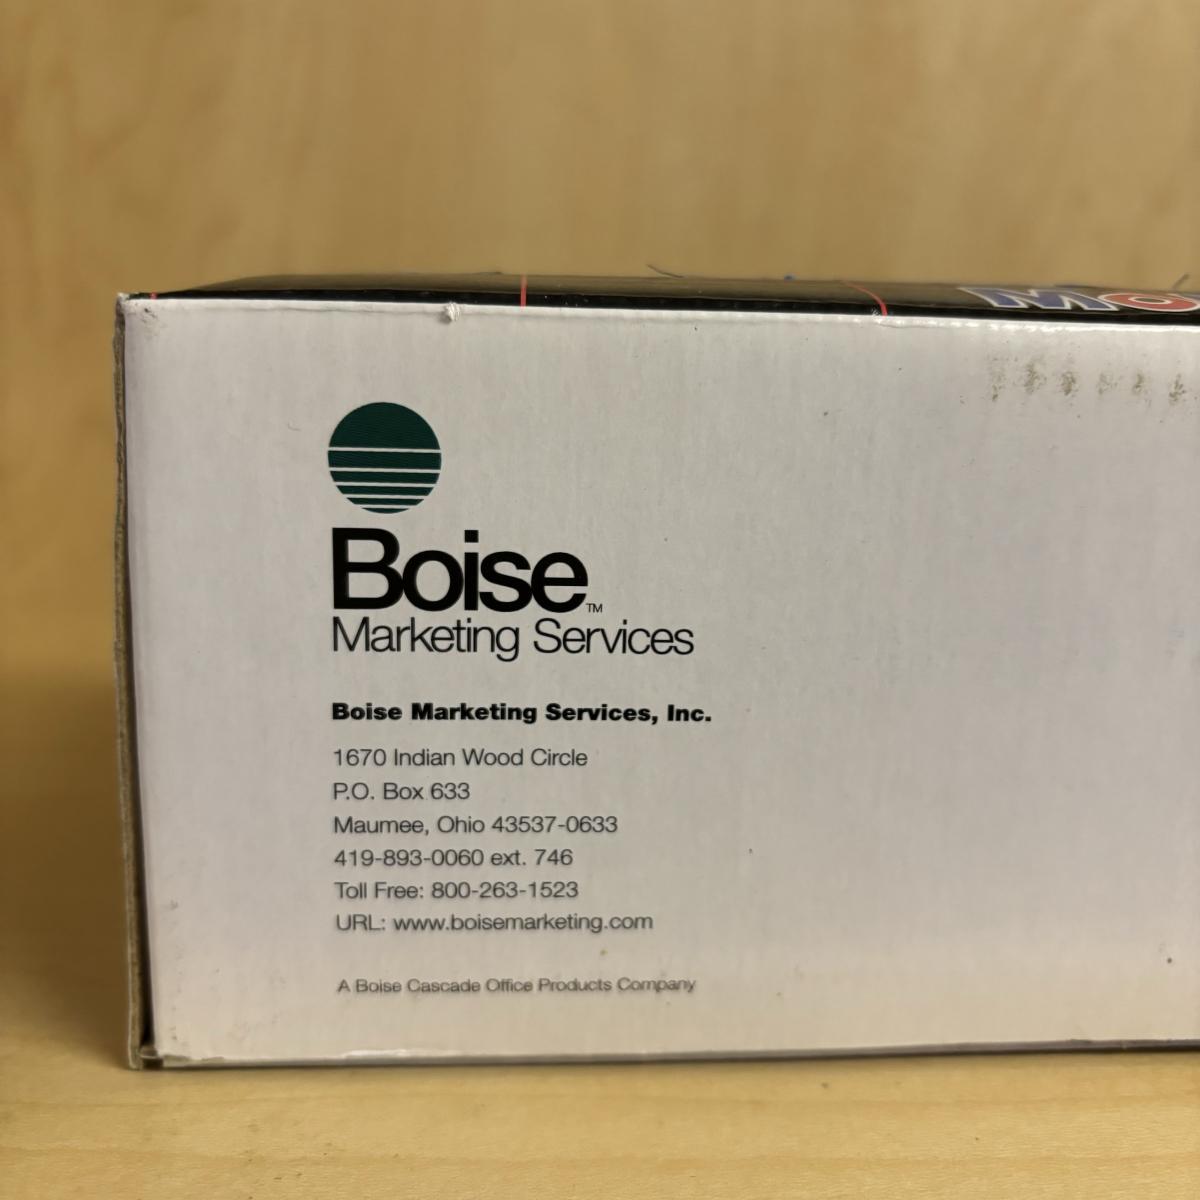 Boise™
Marketing Services
Boise Marketing Services, Inc.
1670 Indian Wood Circle
P.O. Box 633
Maumee, Ohio 43537-0633
419-893-0060 ext. 746
Toll Free: 800-263-1523
URL: www.boisemarketing.com
A Boise Cascade Office Products Company